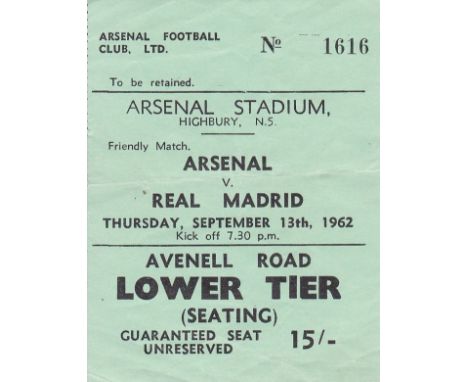 ARSENAL FOOTBALL
CLUB, LTD.
Nº 1616
To be retained.
ARSENAL STADIUM,
HIGHBURY, N.5.
Friendly Match.
ARSENAL
V.
REAL MADRID
THURSDAY, SEPTEMBER 13th, 1962
Kick off 7.30 p.m.
AVENELL ROAD
LOWER TIER
(SEATING)
GUARANTEED SEAT
UNRESERVED
15/-